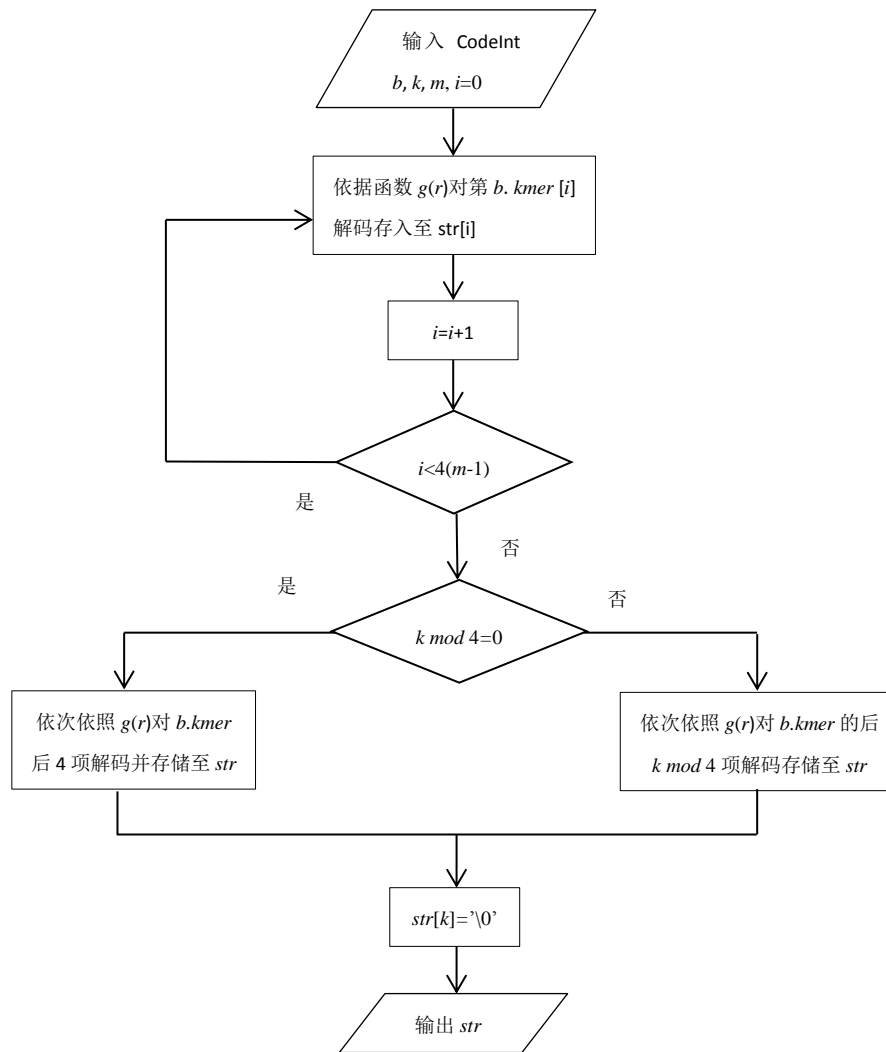 输入 CodeInt
b, k, m, i=0
依据函数 g(r)对第 b. kmer [i]
解码存入至 str[i]
i=i+1
i<4(m-1)
是
否
是
否
k mod 4=0
依次依照 g(r)对 b.kmer
后 4 项解码并存储至 str
依次依照 g(r)对 b.kmer 的后
k mod 4 项解码存储至 str
str[k]=’\0’
输出 str